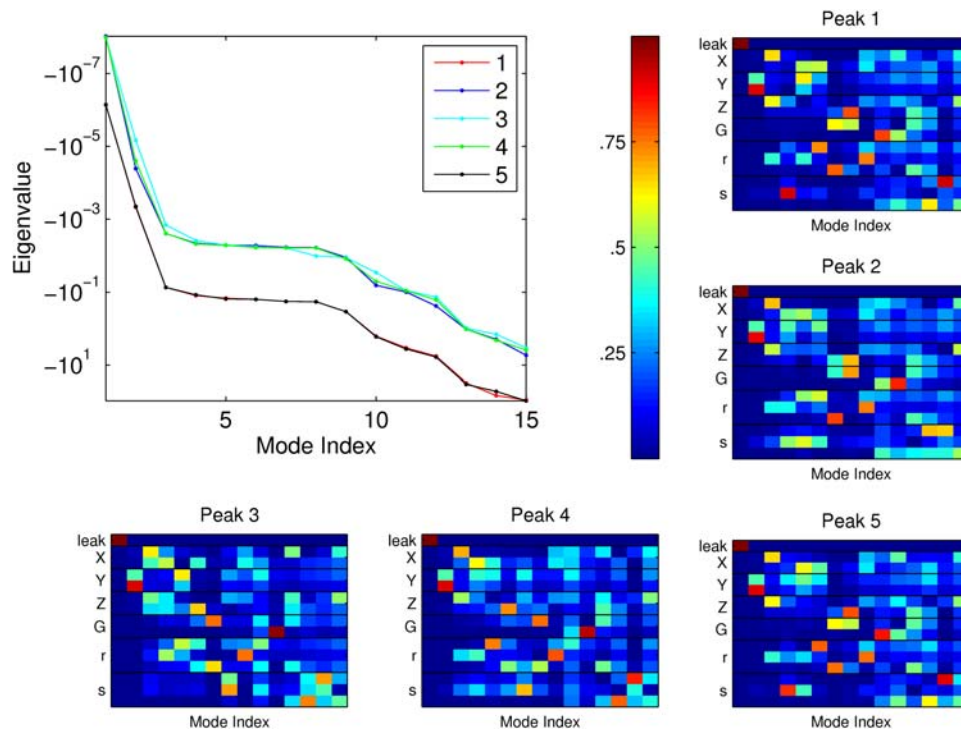 Eigenvalue
-10^-7
-10^-5
-10^-3
-10^-1
-10^1
5
10
15
Mode Index
1
2
3
4
5
.75
.5
.25
Peak 1
leak
X
Y
Z
G
r
s
Mode Index
Peak 2
leak
X
Y
Z
G
r
s
Mode Index
Peak 3
leak
X
Y
Z
G
r
s
Mode Index
Peak 4
leak
X
Y
Z
G
r
s
Mode Index
Peak 5
leak
X
Y
Z
G
r
s
Mode Index